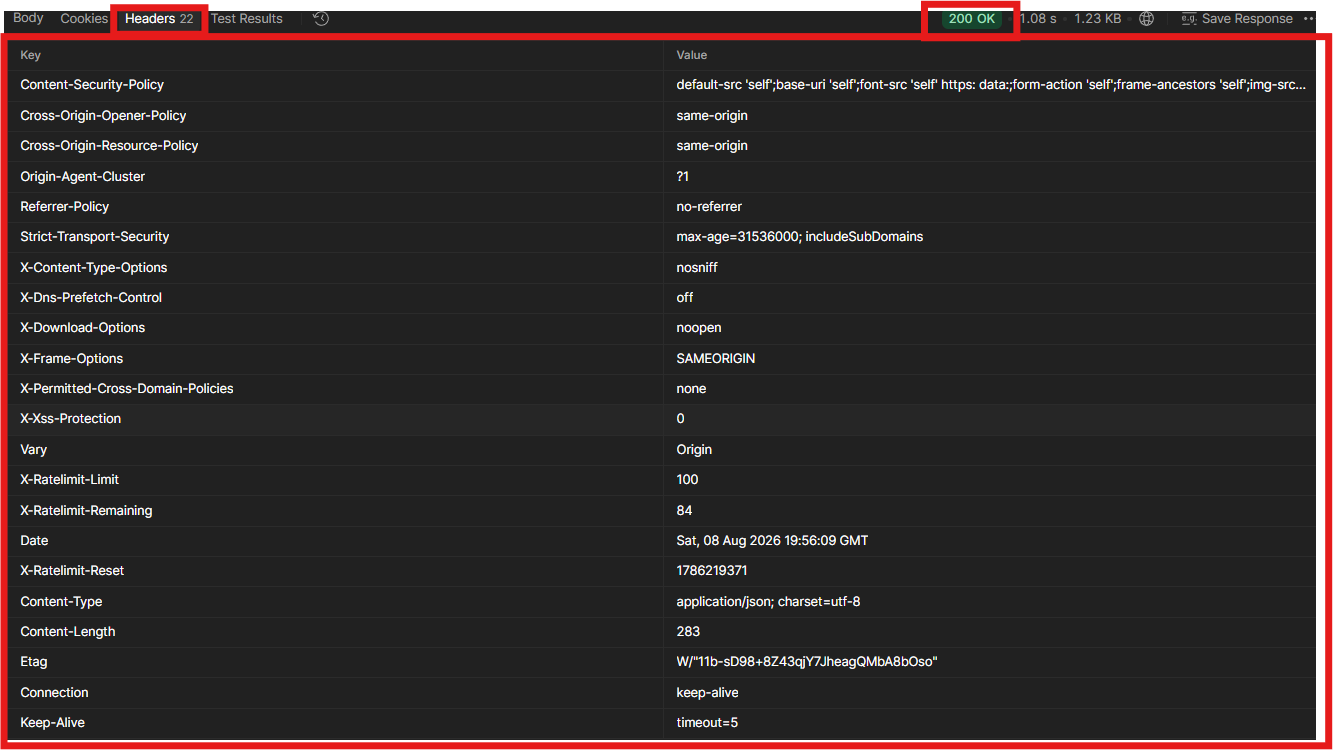 Body Cookies Headers 22 Test Results 200 OK 1.08 s 1.23 KB e.g. Save Response
Key Value
Content-Security-Policy default-src 'self';base-uri 'self';font-src 'self' https: data:;form-action 'self';frame-ancestors 'self';img-src...
Cross-Origin-Opener-Policy same-origin
Cross-Origin-Resource-Policy same-origin
Origin-Agent-Cluster ?1
Referrer-Policy no-referrer
Strict-Transport-Security max-age=31536000; includeSubDomains
X-Content-Type-Options nosniff
X-Dns-Prefetch-Control off
X-Download-Options noopen
X-Frame-Options SAMEORIGIN
X-Permitted-Cross-Domain-Policies none
X-Xss-Protection 0
Vary Origin
X-Ratelimit-Limit 100
X-Ratelimit-Remaining 84
Date Sat, 08 Aug 2026 19:56:09 GMT
X-Ratelimit-Reset 1786219371
Content-Type application/json; charset=utf-8
Content-Length 283
Etag W/"11b-sD98+8Z43qjY7JheagQMbA8bOso"
Connection keep-alive
Keep-Alive timeout=5